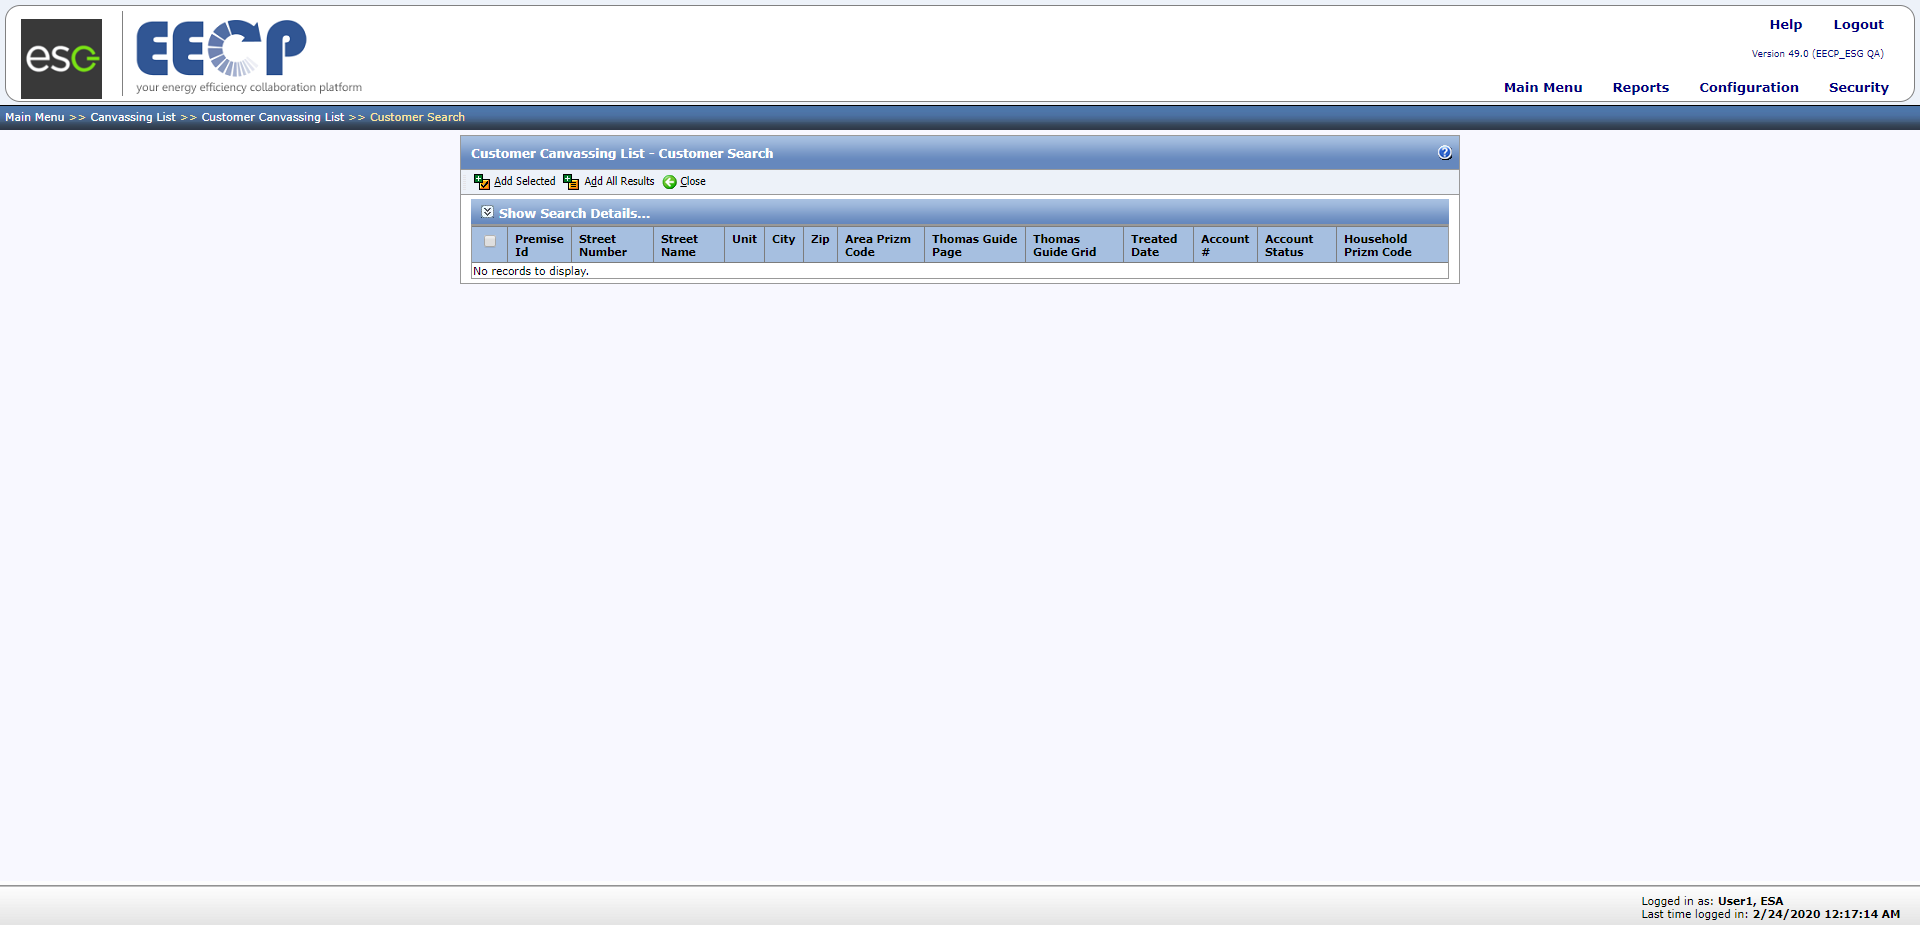 esg
EECP
your energy efficiency collaboration platform
Help Logout
Version 49.0 (EECP_ESG QA)
Main Menu Reports Configuration Security
Main Menu >> Canvassing List >> Customer Canvassing List >> Customer Search
Customer Canvassing List - Customer Search
Add Selected Add All Results Close
Show Search Details...
Premise Id Street Number Street Name Unit City Zip Area Prizm Code Thomas Guide Page Thomas Guide Grid Treated Date Account # Account Status Household Prizm Code
No records to display.
Logged in as: User1, ESA
Last time logged in: 2/24/2020 12:17:14 AM